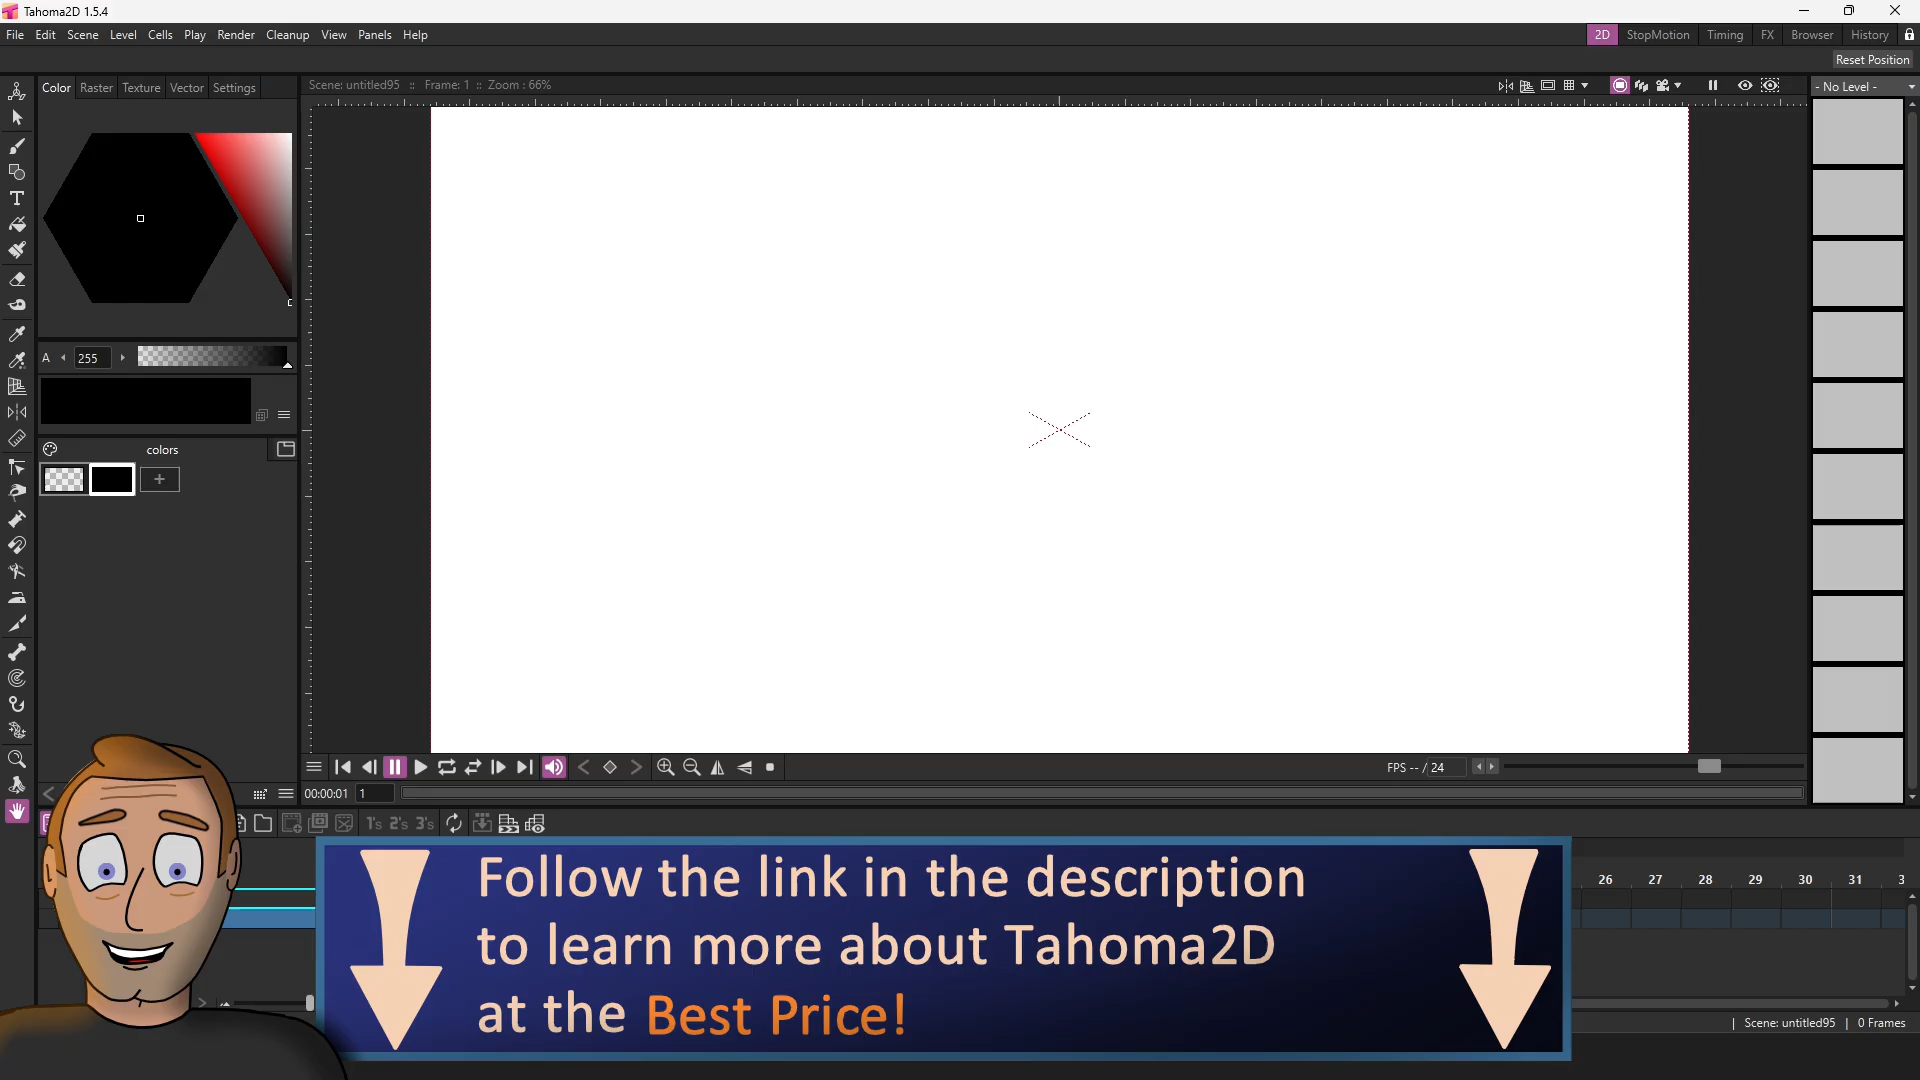 Tahoma2D 1.5.4
File Edit Scene Level Cells Play Render Cleanup View Panels Help
2D StopMotion Timing FX Browser History
Reset Position
Color Raster Texture Vector Settings
Scene: untitled95 :: Frame: 1 :: Zoom : 66%
- No Level -
A 255
colors
+
FPS -- / 24
00:00:01 1
1's 2's 3's
26 27 28 29 30 31 3
Follow the link in the description
to learn more about Tahoma2D
at the Best Price!
| Scene: untitled95 | 0 Frames